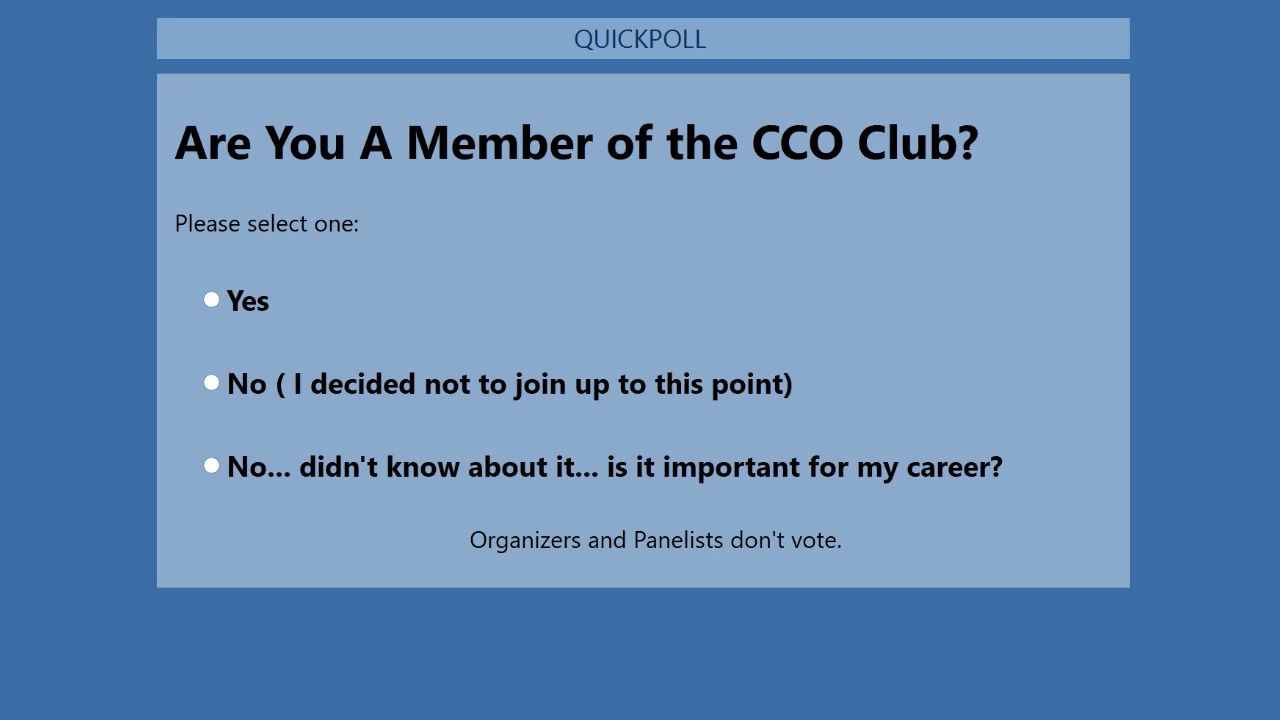 QUICKPOLL
Are You A Member of the CCO Club?
Please select one:
Yes
No ( I decided not to join up to this point)
No... didn't know about it... is it important for my career?
Organizers and Panelists don't vote.